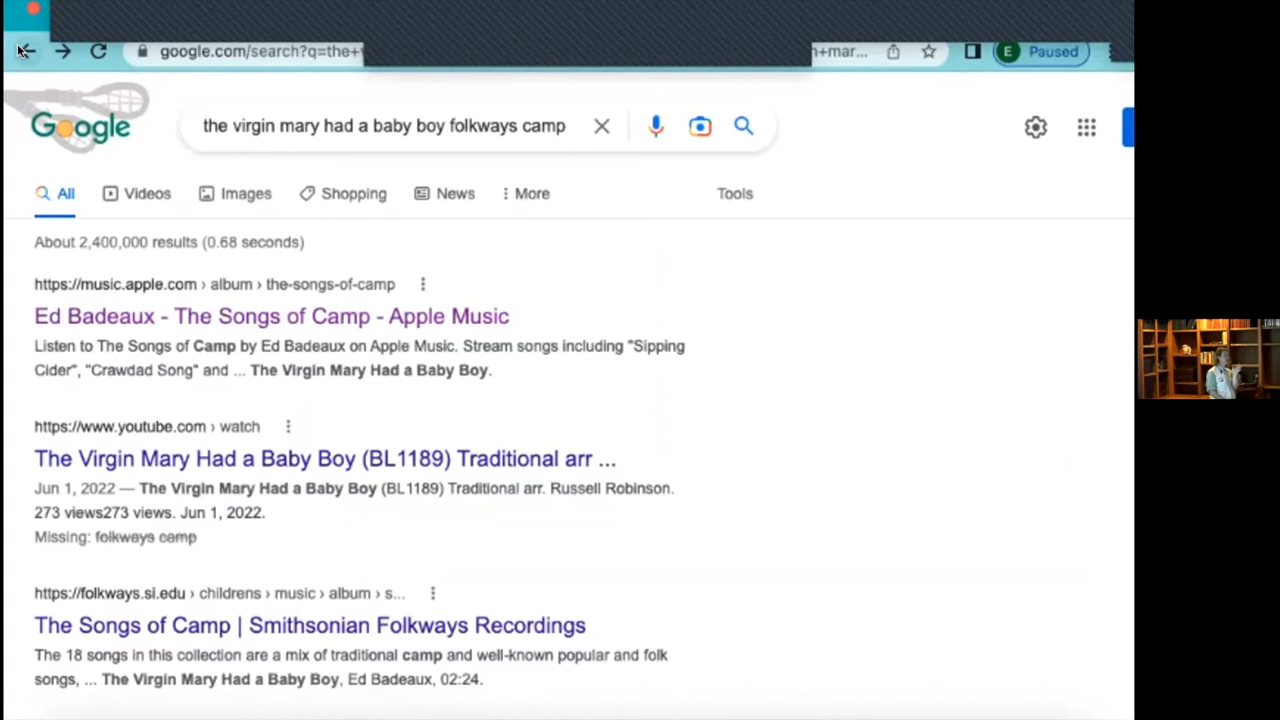 google.com/search?q=the+
+mar...
E Paused
Google
the virgin mary had a baby boy folkways camp
All Videos Images Shopping News More Tools
About 2,400,000 results (0.68 seconds)
https://music.apple.com › album › the-songs-of-camp
Ed Badeaux - The Songs of Camp - Apple Music
Listen to The Songs of Camp by Ed Badeaux on Apple Music. Stream songs including "Sipping
Cider", "Crawdad Song" and ... The Virgin Mary Had a Baby Boy.
https://www.youtube.com › watch
The Virgin Mary Had a Baby Boy (BL1189) Traditional arr ...
Jun 1, 2022 — The Virgin Mary Had a Baby Boy (BL1189) Traditional arr. Russell Robinson.
273 views273 views. Jun 1, 2022.
Missing: folkways camp
https://folkways.si.edu › childrens › music › album › s...
The Songs of Camp | Smithsonian Folkways Recordings
The 18 songs in this collection are a mix of traditional camp and well-known popular and folk
songs, ... The Virgin Mary Had a Baby Boy, Ed Badeaux, 02:24.